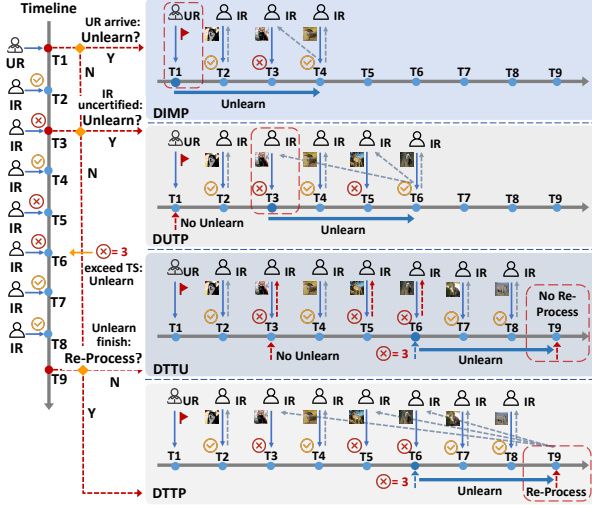 Timeline
UR arrive:
Unlearn?
Y
UR
T1
N
IR
T2
IR
uncertified:
Unlearn?
IR
T3
Y
IR
T4
N
IR
T5
IR
T6
= 3
exceed TS:
Unlearn
IR
T7
IR
T8
Unlearn
finish:
Re-Process?
T9
N
Y
UR IR IR IR
T1 T2 T3 T4 T5 T6 T7 T8 T9
Unlearn
DIMP
UR IR IR IR IR IR
T1 T2 T3 T4 T5 T6 T7 T8 T9
No Unlearn
Unlearn
DUTP
UR IR IR IR IR IR IR IR
No Re-
Process
T1 T2 T3 T4 T5 T6 T7 T8 T9
No Unlearn
= 3
Unlearn
DTTU
UR IR IR IR IR IR IR IR
T1 T2 T3 T4 T5 T6 T7 T8 T9
= 3
Unlearn
Re-Process
DTTP